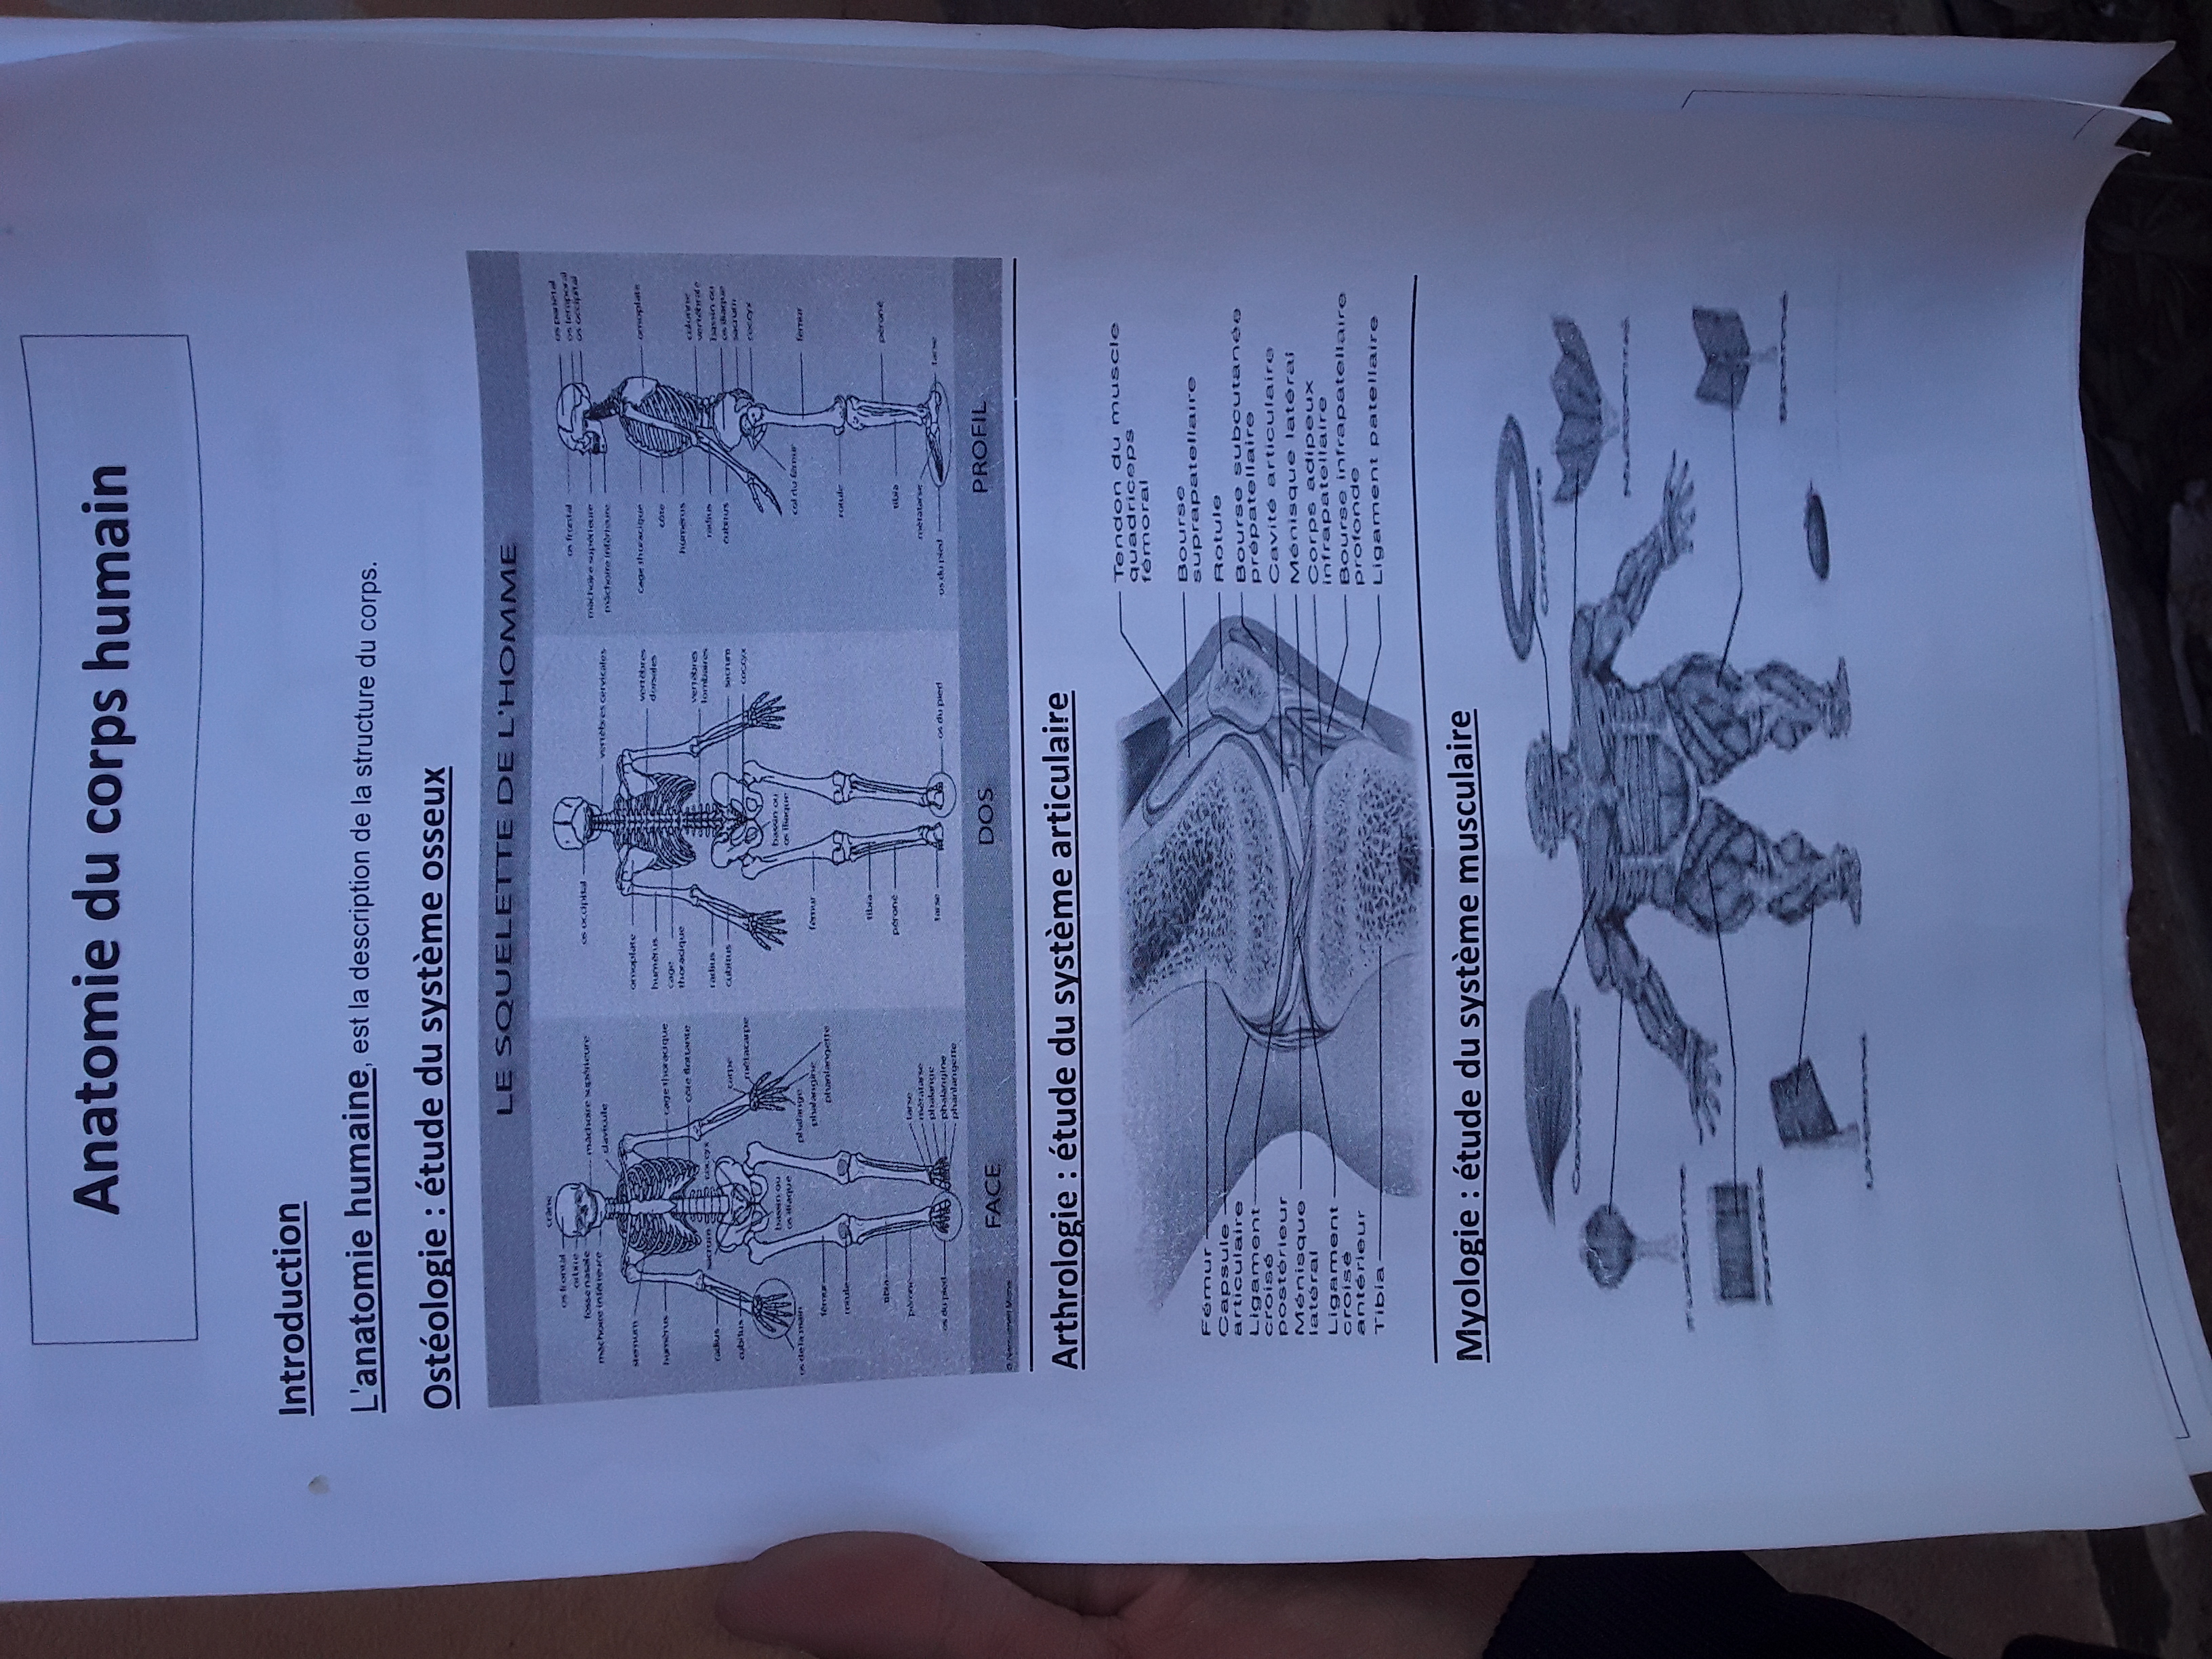 Anatomie du corps humain
Introduction
L'anatomie humaine, est la description de la structure du corps.
Ostéologie : étude du système osseux
LE SQUELETTE DE L'HOMME
crâne
os frontal
orbite
fosse nasale
mâchoire inférieure
mâchoire supérieure
clavicule
sternum
humérus
cage thoracique
côte flottante
radius
sacrum
coccyx
cubitus
carpe
métacarpe
os de la main
bassin ou
os iliaque
phalange
phalangine
phanlangette
fémur
rotule
tibia
péroné
tarse
métatarse
phalange
phalangine
phanlangette
os du pied
FACE
os occipital
vertèbres cervicales
omoplate
humérus
cage
thoracique
vertèbres
dorsales
vertèbres
lombaires
radius
cubitus
sacrum
coccyx
bassin ou
os iliaque
fémur
tibia
péroné
tarse
os du pied
DOS
os frontal
os pariétal
os temporal
os occipital
mâchoire supérieure
mâchoire inférieure
cage thoracique
omoplate
côte
humérus
radius
cubitus
colonne
vertébrale
bassin ou
os iliaque
sacrum
coccyx
col du fémur
fémur
rotule
péroné
tibia
métatarse
os du pied
tarse
PROFIL
Arthrologie : étude du système articulaire
Fémur
Capsule
articulaire
Ligament
croisé
postérieur
Ménisque
latéral
Ligament
croisé
antérieur
Tibia
Tendon du muscle
quadriceps
fémoral
Bourse
suprapatellaire
Rotule
Bourse subcutanée
prépatellaire
Cavité articulaire
Ménisque latéral
Corps adipeux
infrapatellaire
Bourse infrapatellaire
profonde
Ligament patellaire
Myologie : étude du système musculaire
Convergent
Circulaire
Multipenné
Fusiforme
Parallèle
Bipenné
Unipenné